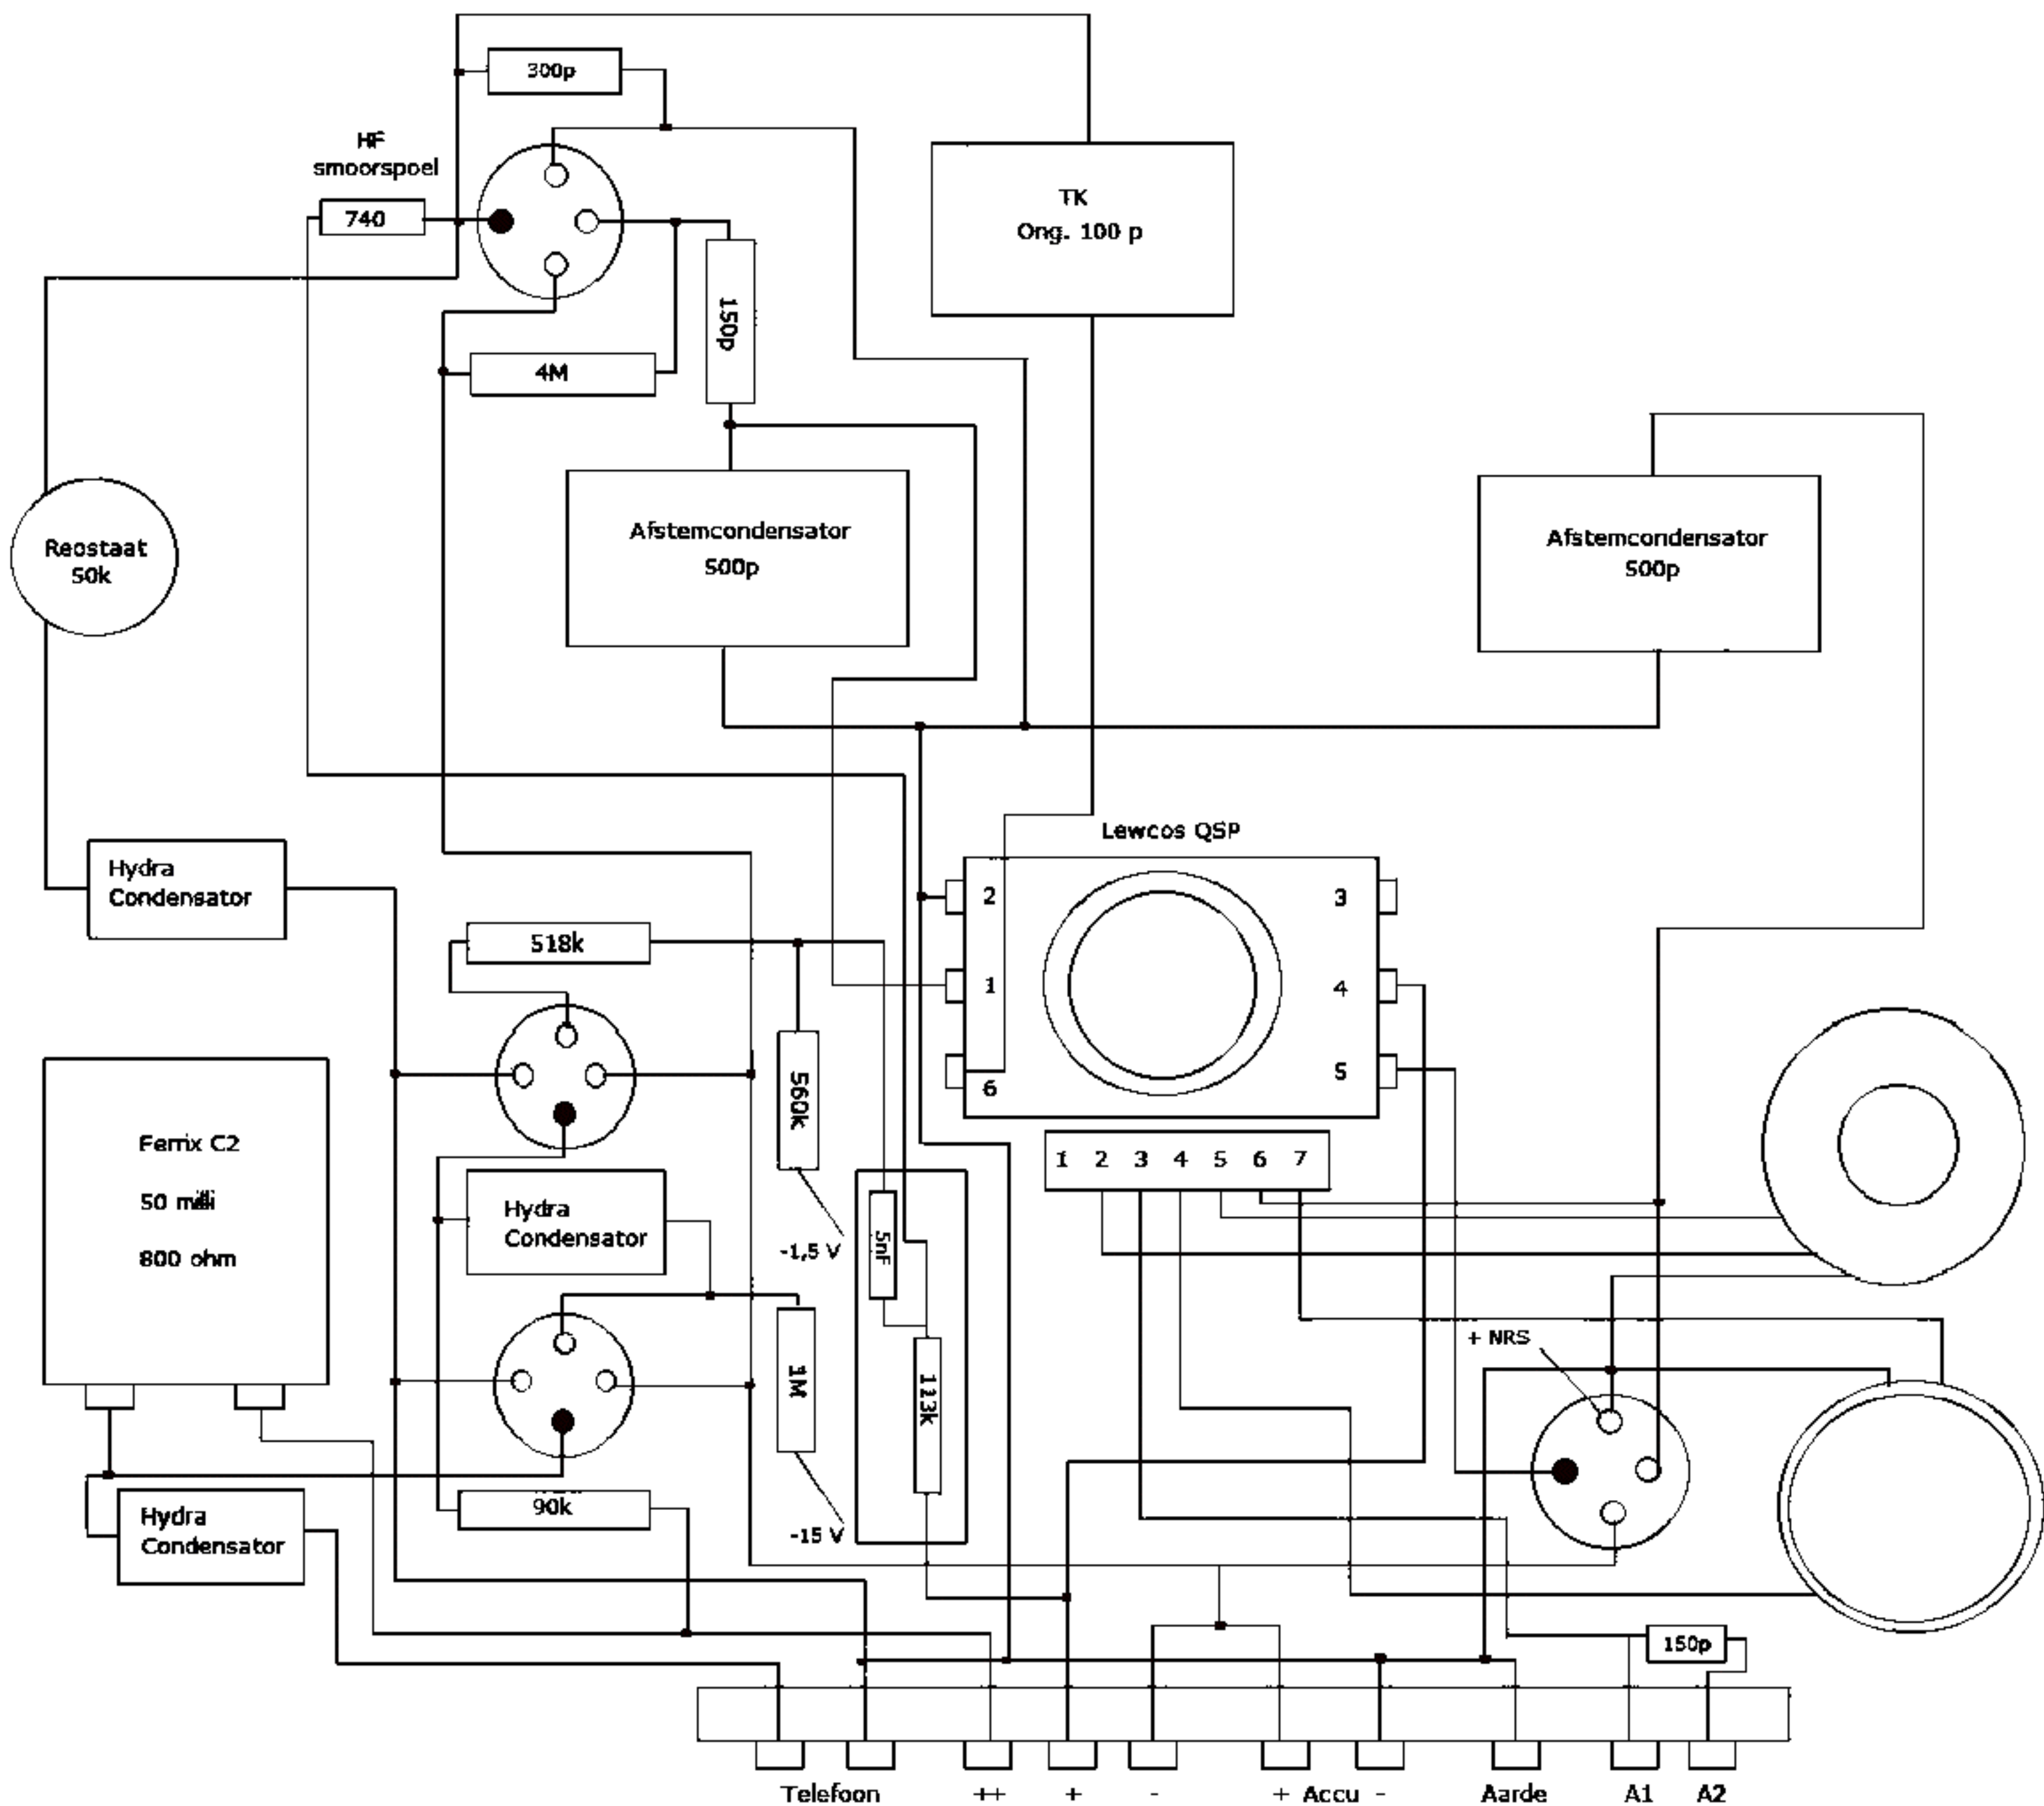 300p
HF
smoorspoel
740
TK
Ong. 100 p
150p
4M
Afstemcondensator
500p
Afstemcondensator
500p
Reostaat
50k
Lewcos QSP
Hydra
Condensator
2
3
518k
1
4
560k
5
6
Ferrix C2
50 milli
800 ohm
1 2 3 4 5 6 7
Hydra
Condensator
-1,5 V
5nF
+ NRS
1M
113k
90k
-15 V
Hydra
Condensator
150p
Telefoon ++ + - + Accu - Aarde A1 A2